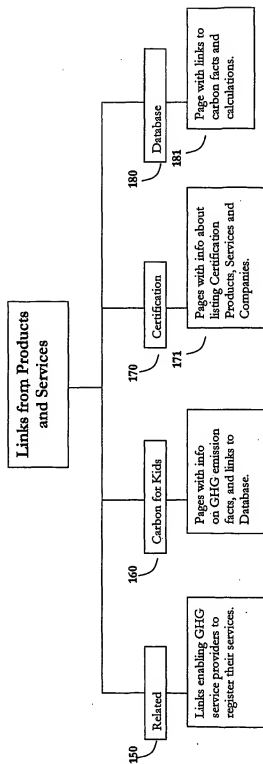 Links from Products
and Services
150
Related
Links enabling GHG
service providers to
register their services.
160
Carbon for Kids
Pages with info
on GHG emission
facts, and links to
Database.
170
Certification
171
Pages with info about
listing Certification
Products, Services and
Companies.
180
Database
181
Page with links to
carbon facts and
calculations.